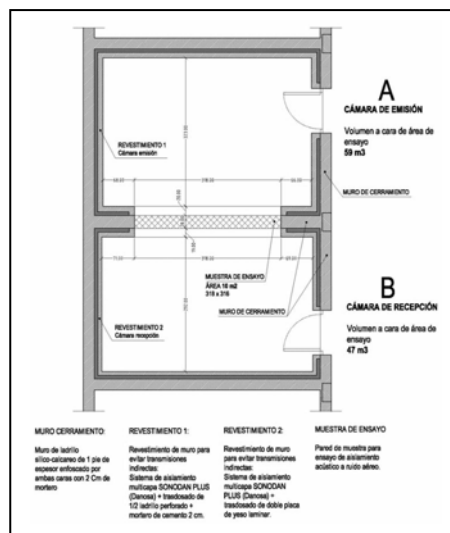 A
CÁMARA DE EMISIÓN
Volumen a cara de área de
ensayo
59 m3
REVESTIMIENTO 1
Cámara emisión
MURO DE CERRAMIENTO
MUESTRA DE ENSAYO
ÁREA 10 m2
MURO DE CERRAMIENTO
B
CÁMARA DE RECEPCIÓN
Volumen a cara de área de
ensayo
47 m3
REVESTIMIENTO 2
Cámara recepción
MURO CERRAMIENTO:
Muro de ladrillo
silico-calcareo de 1 pie de
espesor enfoscado por
ambas caras con 2 Cm de
mortero
REVESTIMIENTO 1:
Revestimiento de muro para
evitar transmisiones
indirectas:
Sistema de aislamiento
multicapa SONODAN PLUS
(Danosa) + trasdosado de
1/2 ladrillo perforado +
mortero de cemento 2 cm.
REVESTIMIENTO 2:
Revestimiento de muro
para evitar transmisiones
indirectas:
Sistema de aislamiento
multicapa SONODAN
PLUS (Danosa) +
trasdosado de doble placa
de yeso laminar.
MUESTRA DE ENSAYO
Pared de muestra para
ensayo de aislamiento
acústico a ruido aéreo.